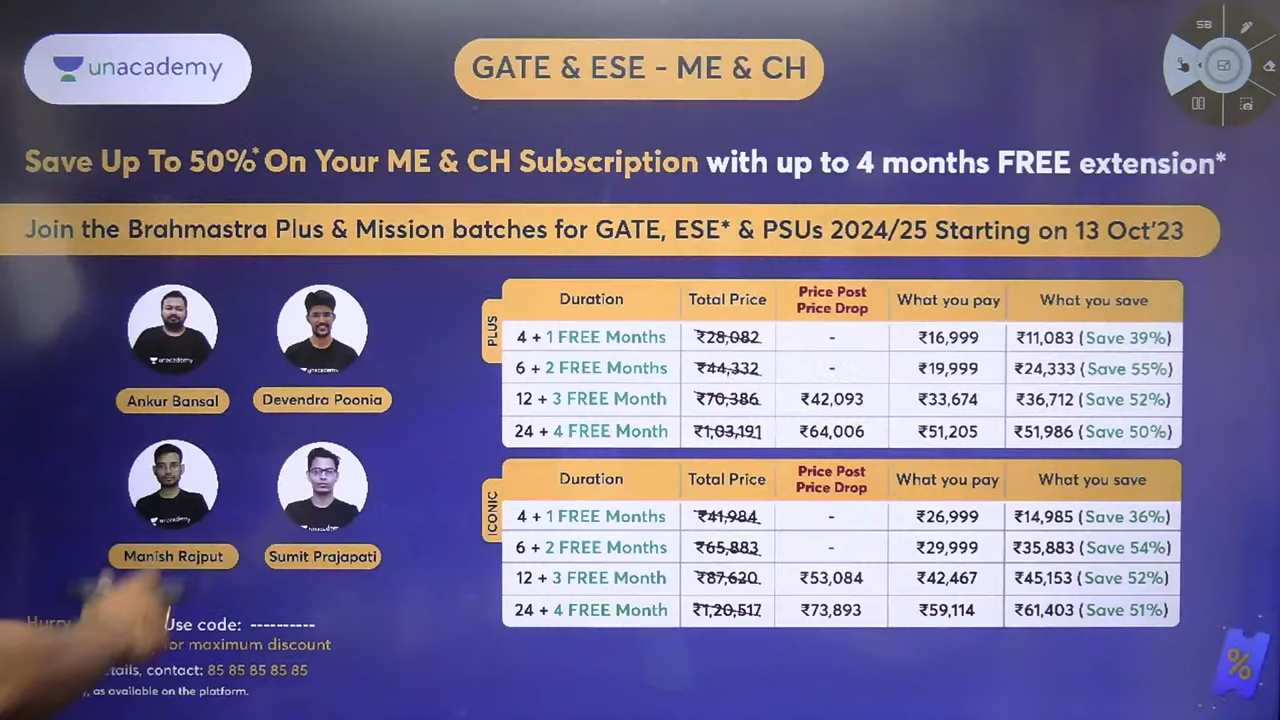 unacademy
GATE & ESE - ME & CH
SB
Save Up To 50%* On Your ME & CH Subscription with up to 4 months FREE extension*
Join the Brahmastra Plus & Mission batches for GATE, ESE* & PSUs 2024/25 Starting on 13 Oct'23
unacademy
unacademy
Ankur Bansal
Devendra Poonia
unacademy
unacademy
Manish Rajput
Sumit Prajapati
PLUS
Duration Total Price Price Post Price Drop What you pay What you save
4 + 1 FREE Months ₹28,082 - ₹16,999 ₹11,083 (Save 39%)
6 + 2 FREE Months ₹44,332 - ₹19,999 ₹24,333 (Save 55%)
12 + 3 FREE Month ₹70,386 ₹42,093 ₹33,674 ₹36,712 (Save 52%)
24 + 4 FREE Month ₹1,03,191 ₹64,006 ₹51,205 ₹51,986 (Save 50%)
ICONIC
Duration Total Price Price Post Price Drop What you pay What you save
4 + 1 FREE Months ₹41,984 - ₹26,999 ₹14,985 (Save 36%)
6 + 2 FREE Months ₹65,883 - ₹29,999 ₹35,883 (Save 54%)
12 + 3 FREE Month ₹87,620 ₹53,084 ₹42,467 ₹45,153 (Save 52%)
24 + 4 FREE Month ₹1,20,517 ₹73,893 ₹59,114 ₹61,403 (Save 51%)
Hurry Use code: ----------
for maximum discount
contact: 85 85 85 85 85
as available on the platform.
%